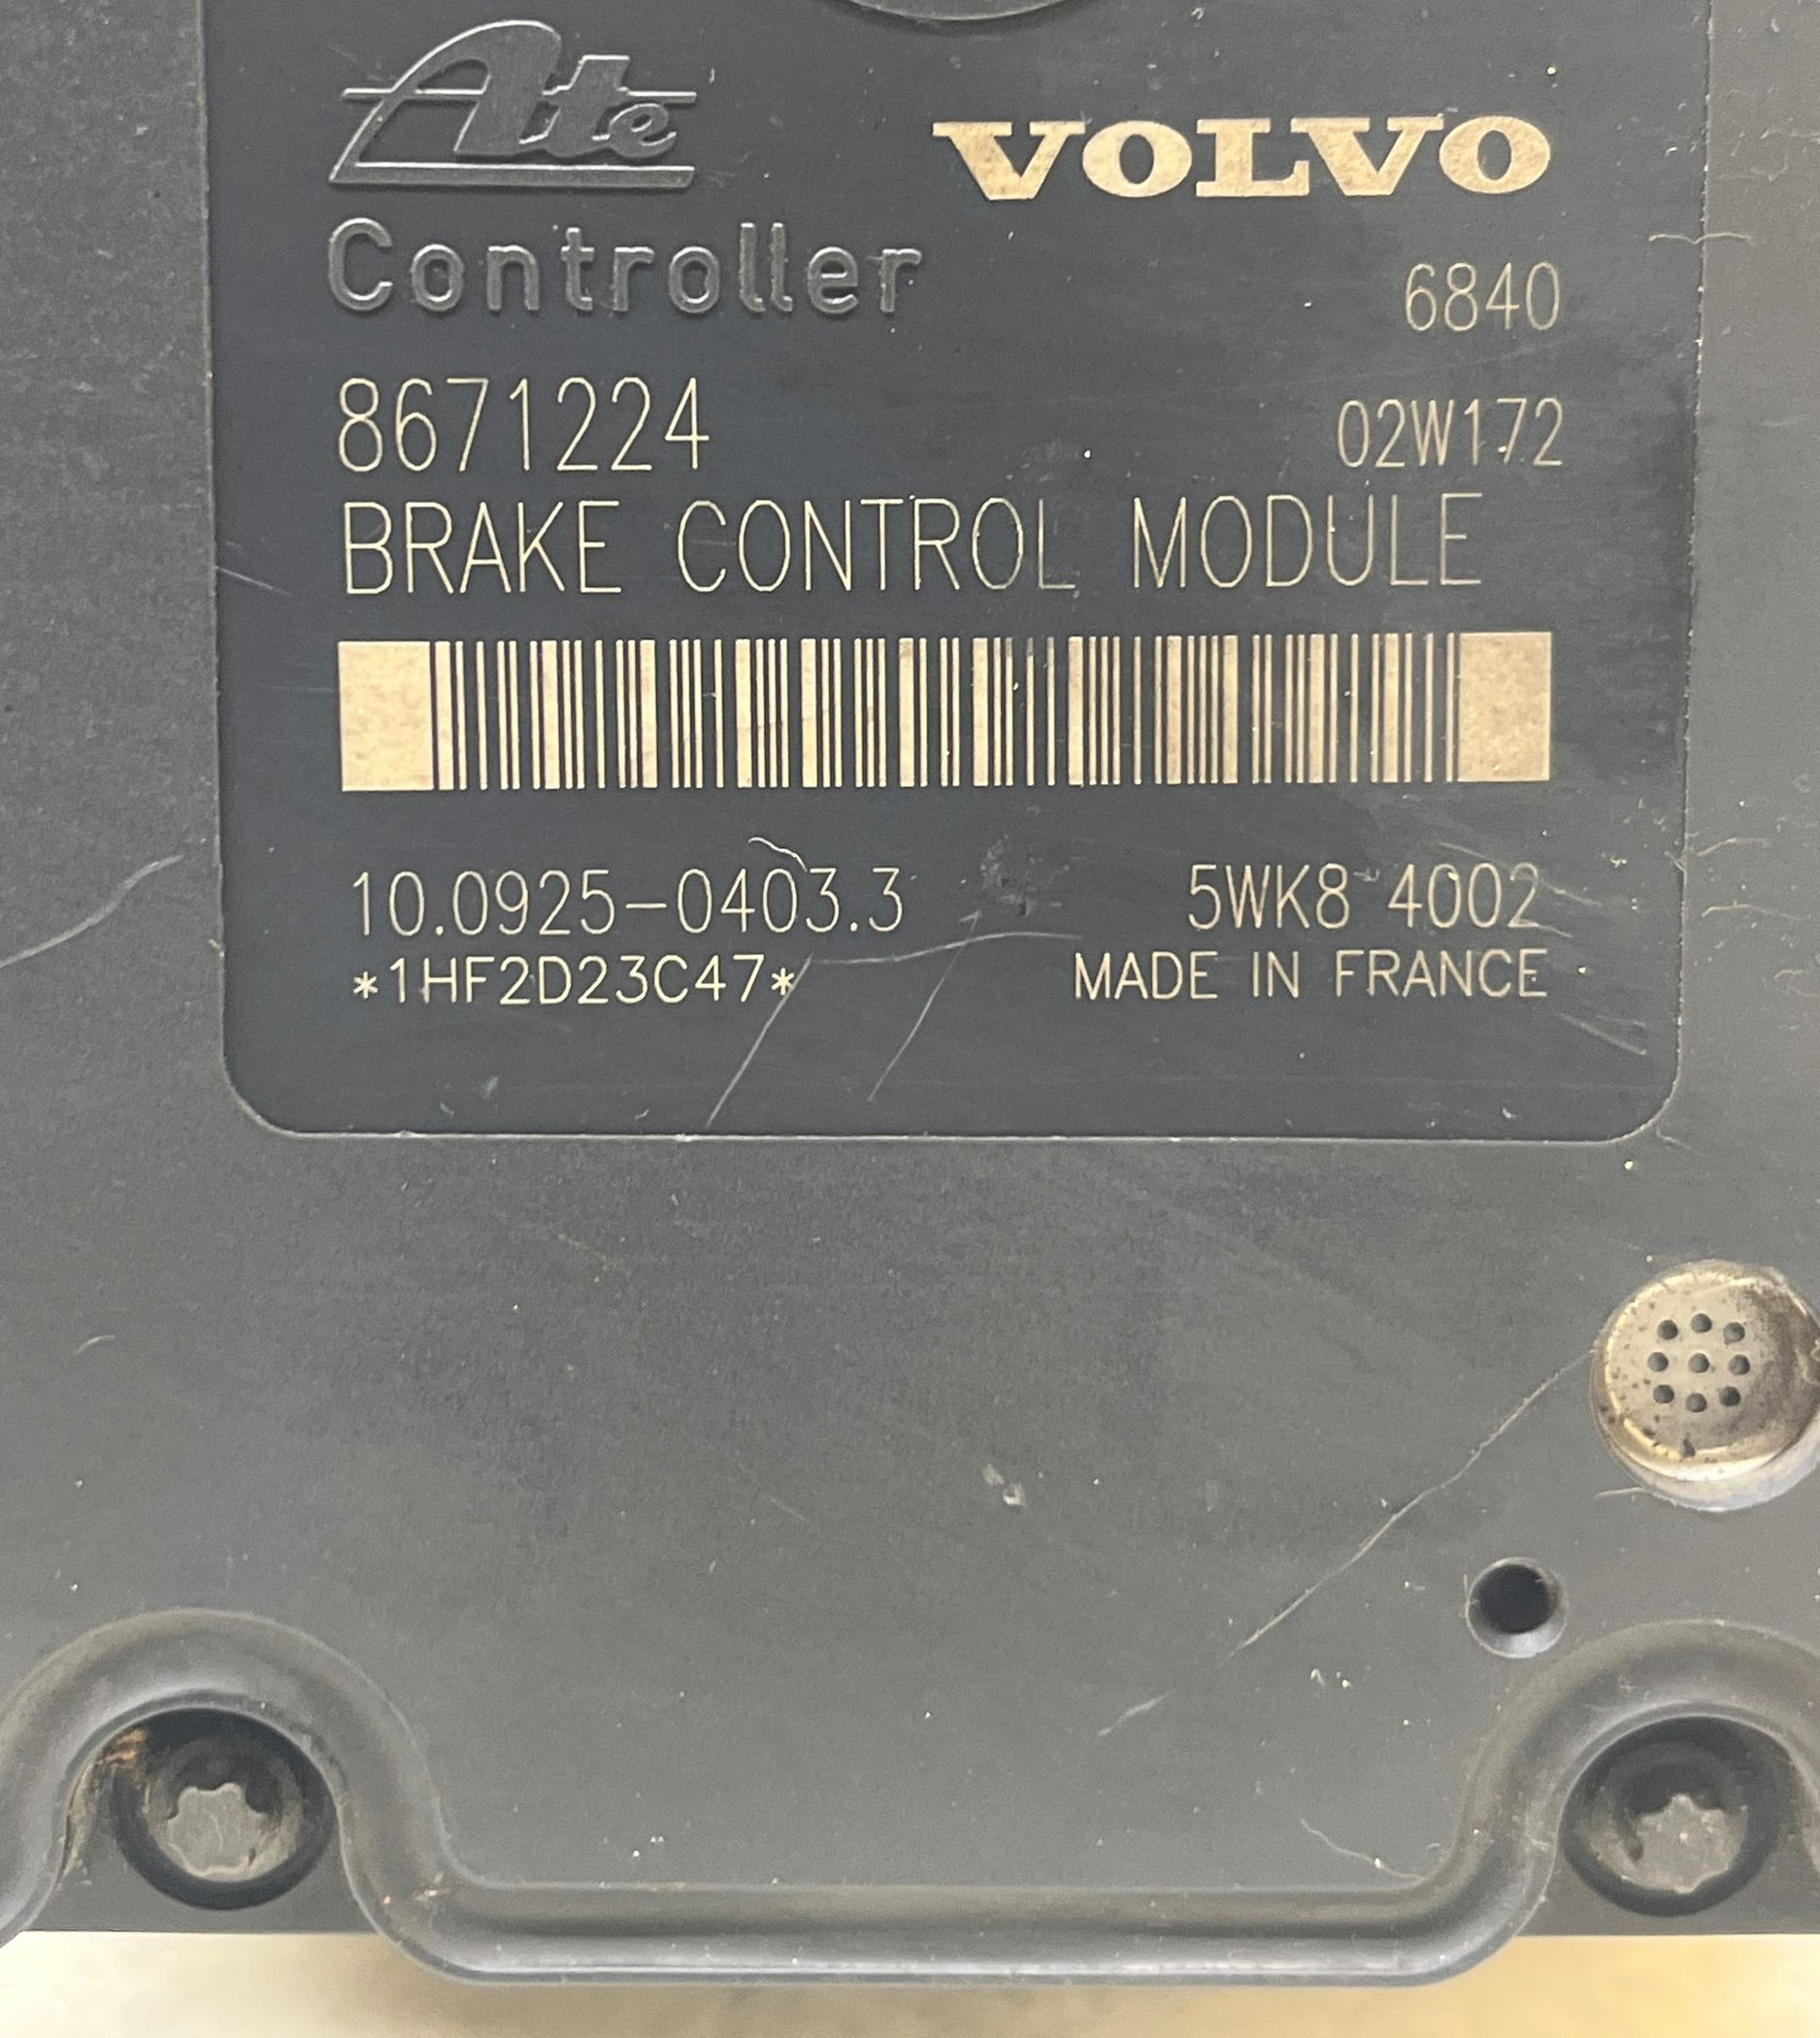 Ate
VOLVO
Controller
6840
8671224
02W172
BRAKE CONTROL MODULE
10.0925-0403.3
5WK8 4002
*1HF2D23C47*
MADE IN FRANCE